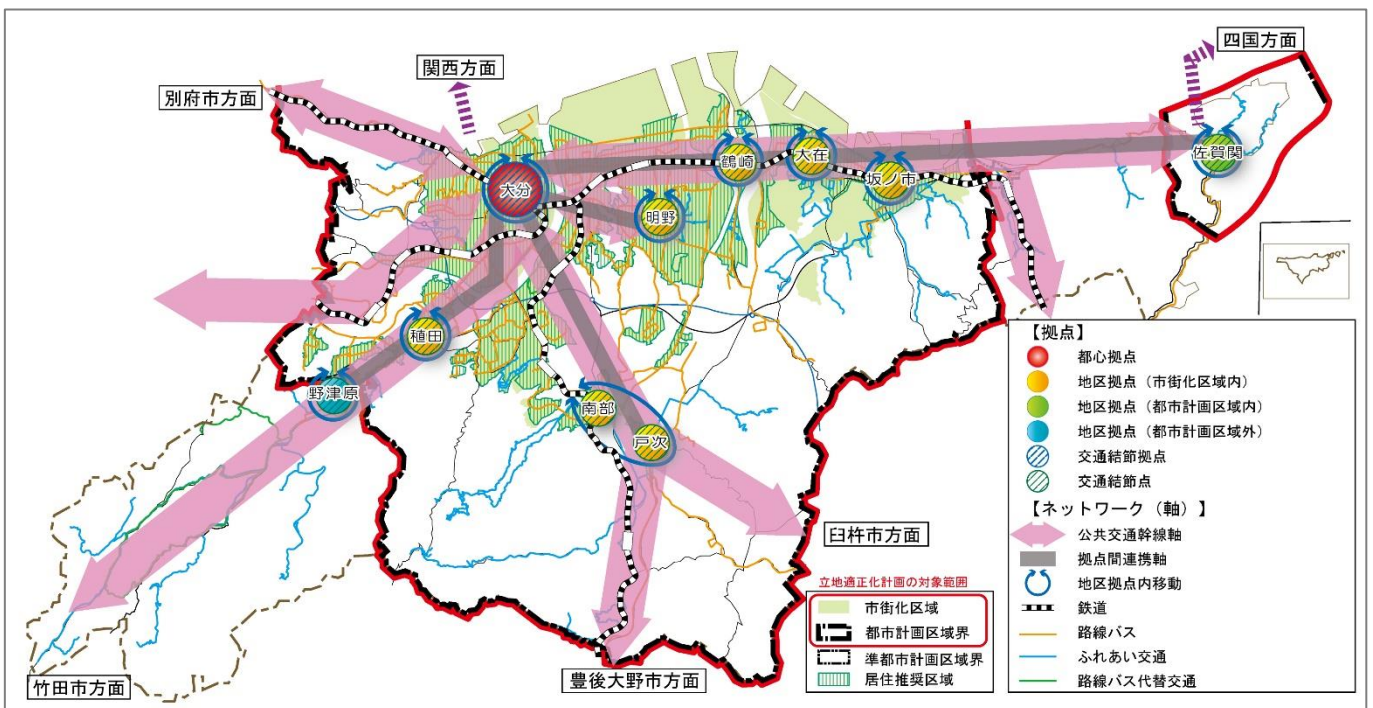 四国方面
関西方面
別府市方面
大分
鶴崎
大在
坂ノ市
佐賀関
明野
稙田
野津原
南部
戸次
臼杵市方面
豊後大野市方面
竹田市方面
立地適正化計画の対象範囲
市街化区域
都市計画区域界
準都市計画区域界
居住推奨区域
【拠点】
都心拠点
地区拠点（市街化区域内）
地区拠点（都市計画区域内）
地区拠点（都市計画区域外）
交通結節拠点
交通結節点
【ネットワーク（軸）】
公共交通幹線軸
拠点間連携軸
地区拠点内移動
鉄道
路線バス
ふれあい交通
路線バス代替交通